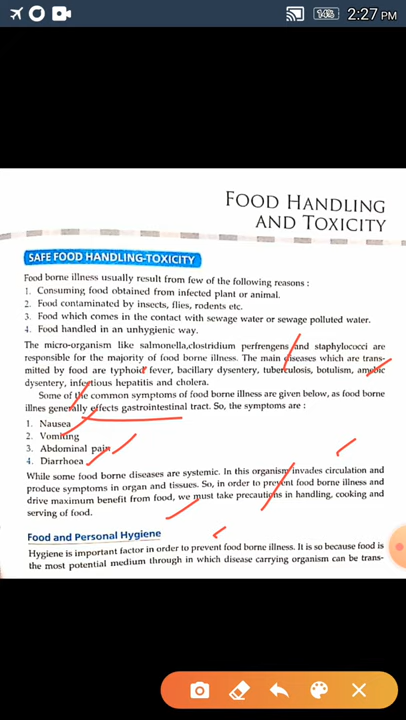 14%
2:27 PM
FOOD HANDLING
AND TOXICITY
SAFE FOOD HANDLING-TOXICITY
Food borne illness usually result from few of the following reasons :
1. Consuming food obtained from infected plant or animal.
2. Food contaminated by insects, flies, rodents etc.
3. Food which comes in the contact with sewage water or sewage polluted water.
4. Food handled in an unhygienic way.
The micro-organism like salmonella,clostridium perfrengens and staphylococci are
responsible for the majority of food borne illness. The main diseases which are trans-
mitted by food are typhoid fever, bacillary dysentery, tuberculosis, botulism, amebic
dysentery, infectious hepatitis and cholera.
Some of the common symptoms of food borne illness are given below, as food borne
illnes generally effects gastrointestinal tract. So, the symptoms are :
1. Nausea
2. Vomiting
3. Abdominal pain
4. Diarrhoea
While some food borne diseases are systemic. In this organism invades circulation and
produce symptoms in organ and tissues. So, in order to prevent food borne illness and
drive maximum benefit from food, we must take precautions in handling, cooking and
serving of food.
Food and Personal Hygiene
Hygiene is important factor in order to prevent food borne illness. It is so because food is
the most potential medium through in which disease carrying organism can be trans-